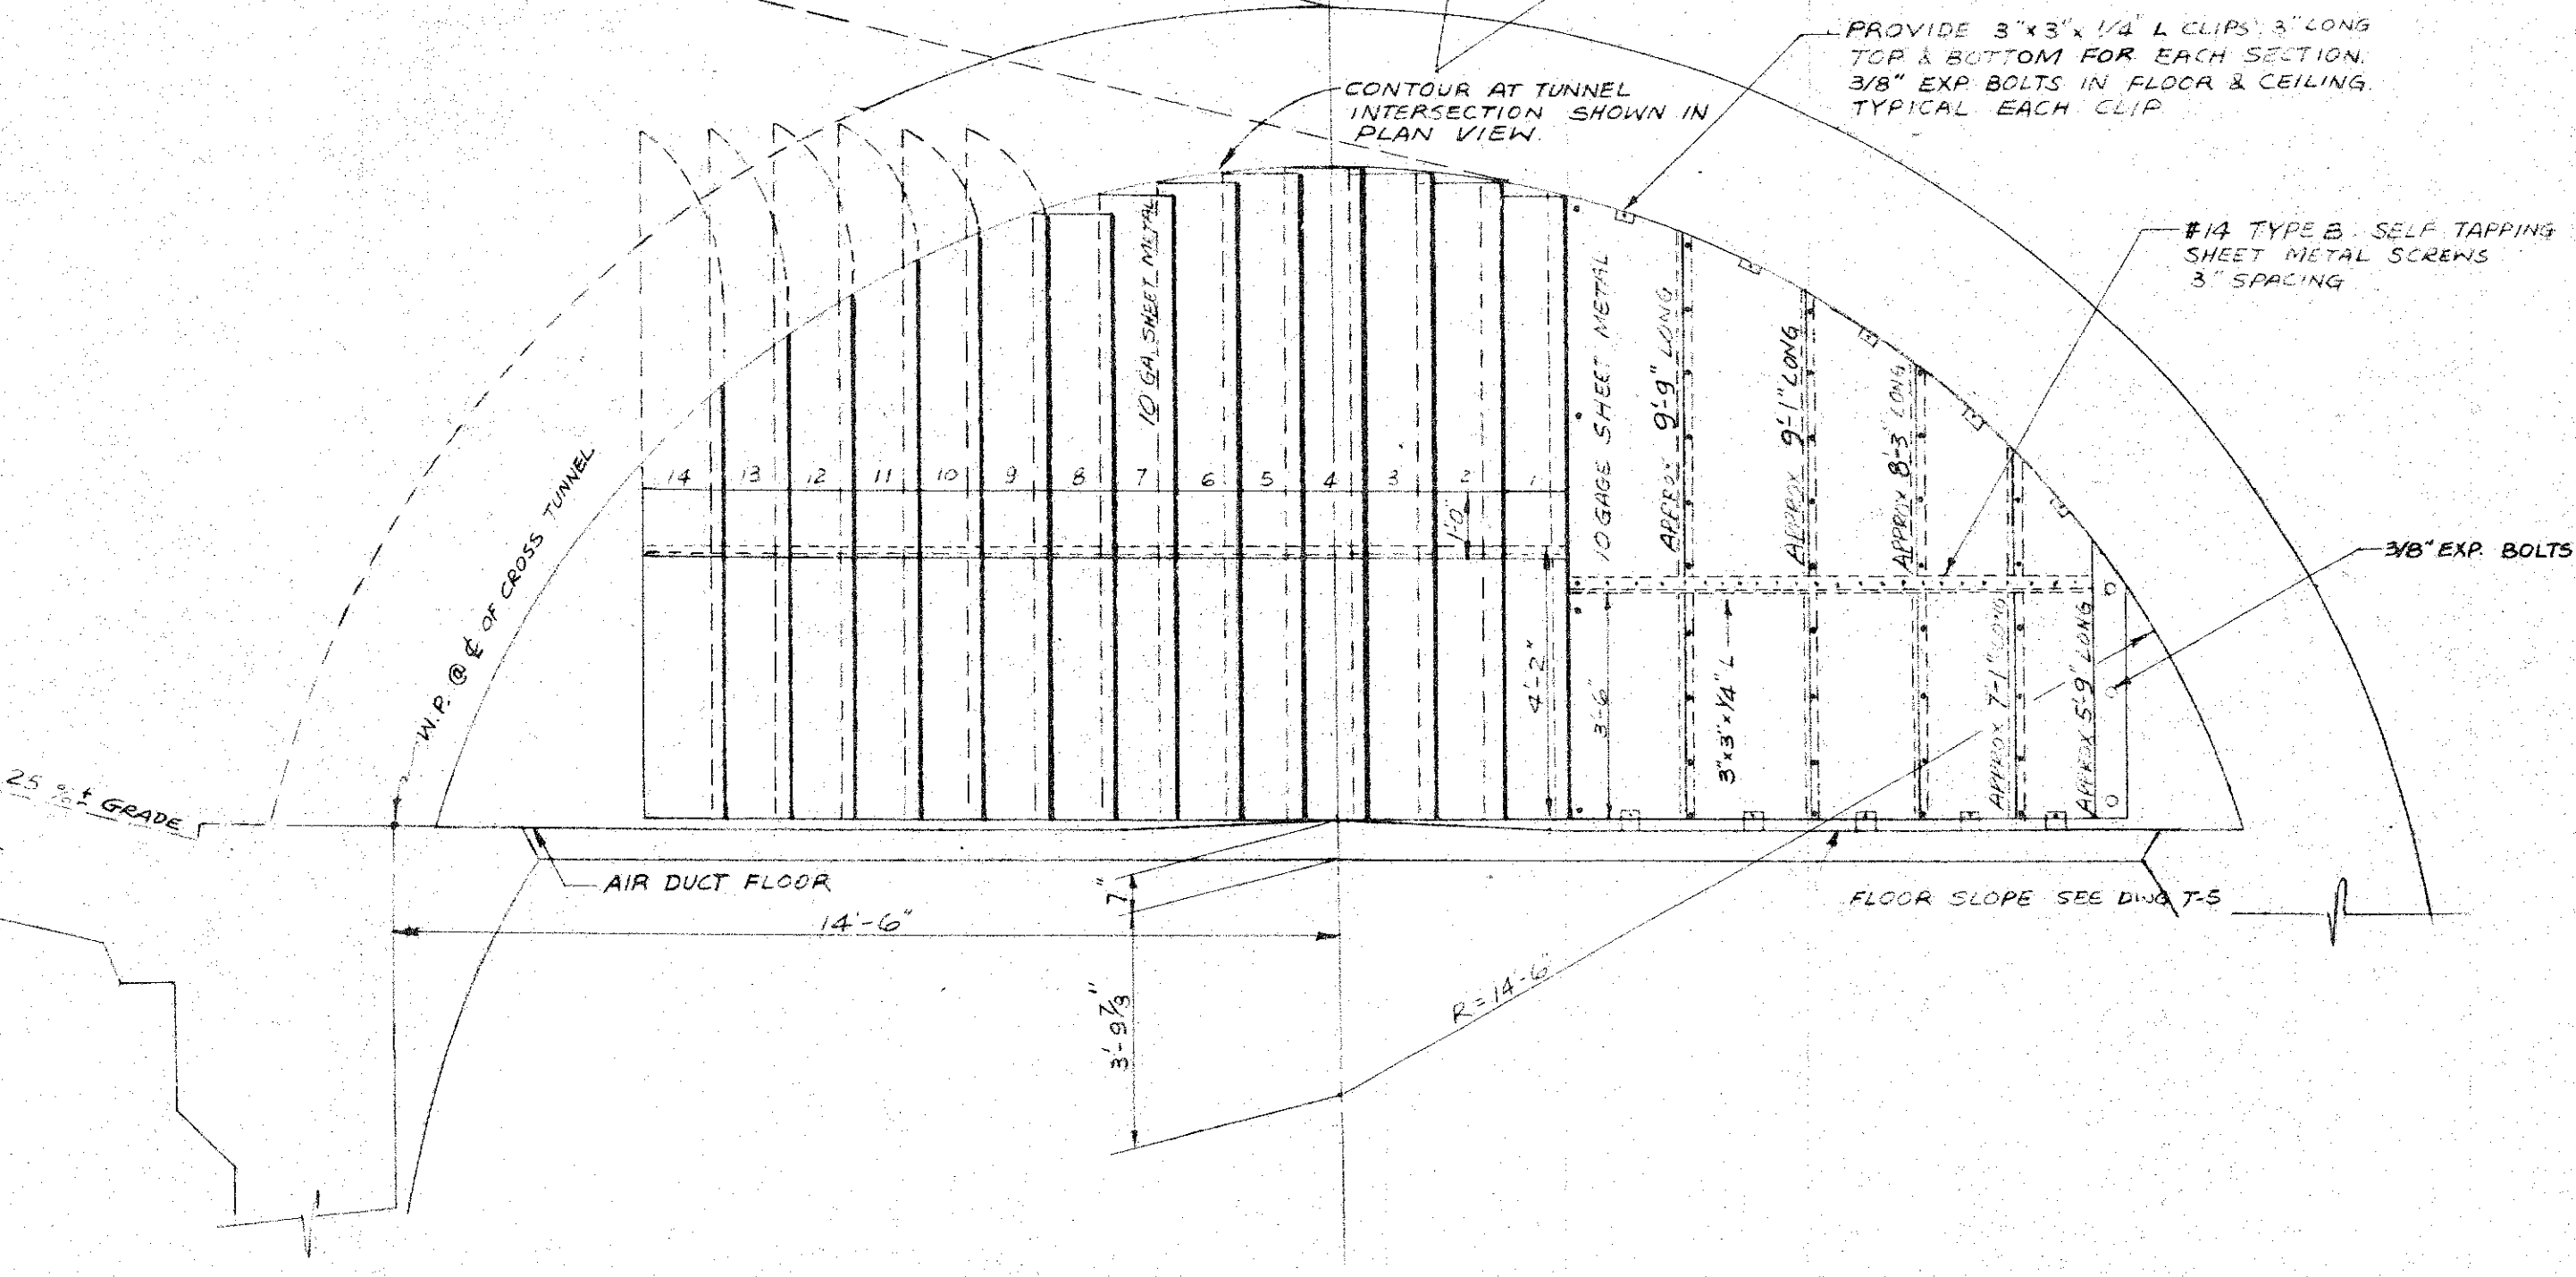 PROVIDE 3"x3"x 1/4" L CLIPS 3" LONG
TOP & BOTTOM FOR EACH SECTION.
3/8" EXP. BOLTS IN FLOOR & CEILING.
TYPICAL EACH CLIP
CONTOUR AT TUNNEL
INTERSECTION SHOWN IN
PLAN VIEW.
#14 TYPE B SELF TAPPING
SHEET METAL SCREWS
3" SPACING
10 GA. SHEET METAL
10 GAGE SHEET METAL
APPROX 9'-9" LONG
APPROX 9'-1" LONG
APPROX 8'-3" LONG
APPROX 7'-1" LONG
APPROX 5'-9" LONG
14 13 12 11 10 9 8 7 6 5 4 3 2 1
1'-0"
4'-2"
3'-6"
3"x3"x1/4" L
3/8" EXP. BOLTS
W.P. @ ℄ OF CROSS TUNNEL
25 %± GRADE
AIR DUCT FLOOR
FLOOR SLOPE SEE DWG T-5
14'-6"
7"
3'-9 7/8"
R=14'-6"